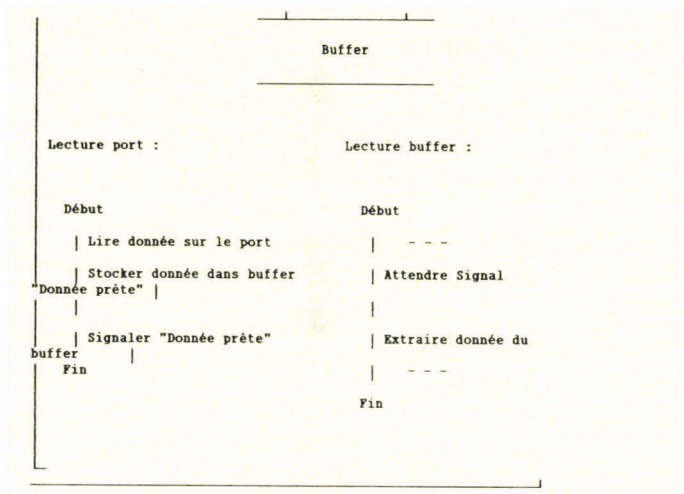 Buffer
Lecture port : Lecture buffer :
Début Début
| Lire donnée sur le port | - - -
| Stocker donnée dans buffer | Attendre Signal
"Donnée prête" |
| |
| Signaler "Donnée prête" | Extraire donnée du
buffer |
Fin | - - -
Fin